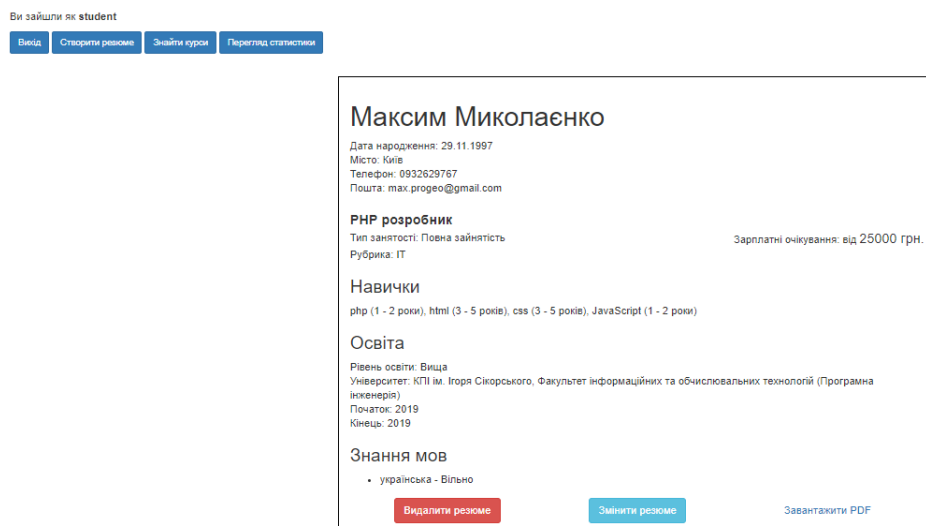 Ви зайшли як student
Вихід Створити резюме Знайти курси Перегляд статистики
Максим Миколаєнко
Дата народження: 29.11.1997
Місто: Київ
Телефон: 0932629767
Пошта: max.progeo@gmail.com
PHP розробник
Тип занятості: Повна зайнятість
Зарплатні очікування: від 25000 грн.
Рубрика: IT
Навички
php (1 - 2 роки), html (3 - 5 років), css (3 - 5 років), JavaScript (1 - 2 роки)
Освіта
Рівень освіти: Вища
Університет: КПІ ім. Ігоря Сікорського, Факультет інформаційних та обчислювальних технологій (Програмна
інженерія)
Початок: 2019
Кінець: 2019
Знання мов
• українська - Вільно
Видалити резюме Змінити резюме Завантажити PDF